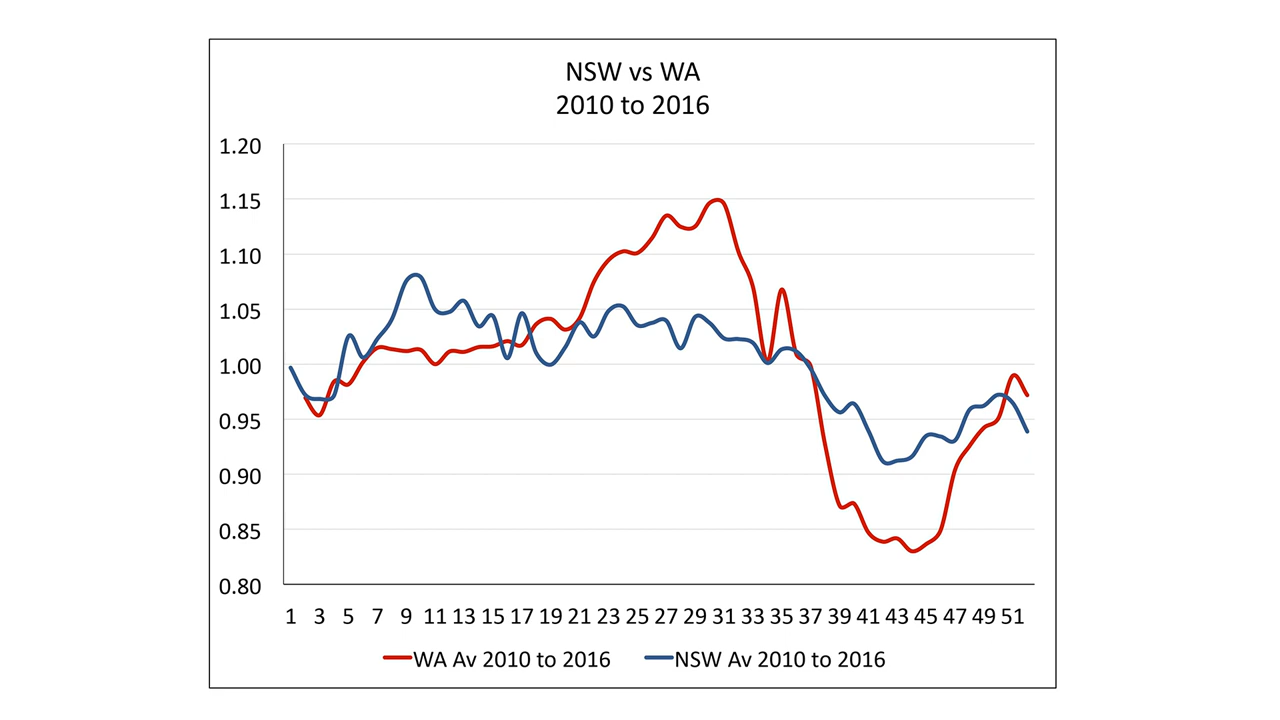 NSW vs WA
2010 to 2016
1.20
1.15
1.10
1.05
1.00
0.95
0.90
0.85
0.80
1 3 5 7 9 11 13 15 17 19 21 23 25 27 29 31 33 35 37 39 41 43 45 47 49 51
WA Av 2010 to 2016 NSW Av 2010 to 2016